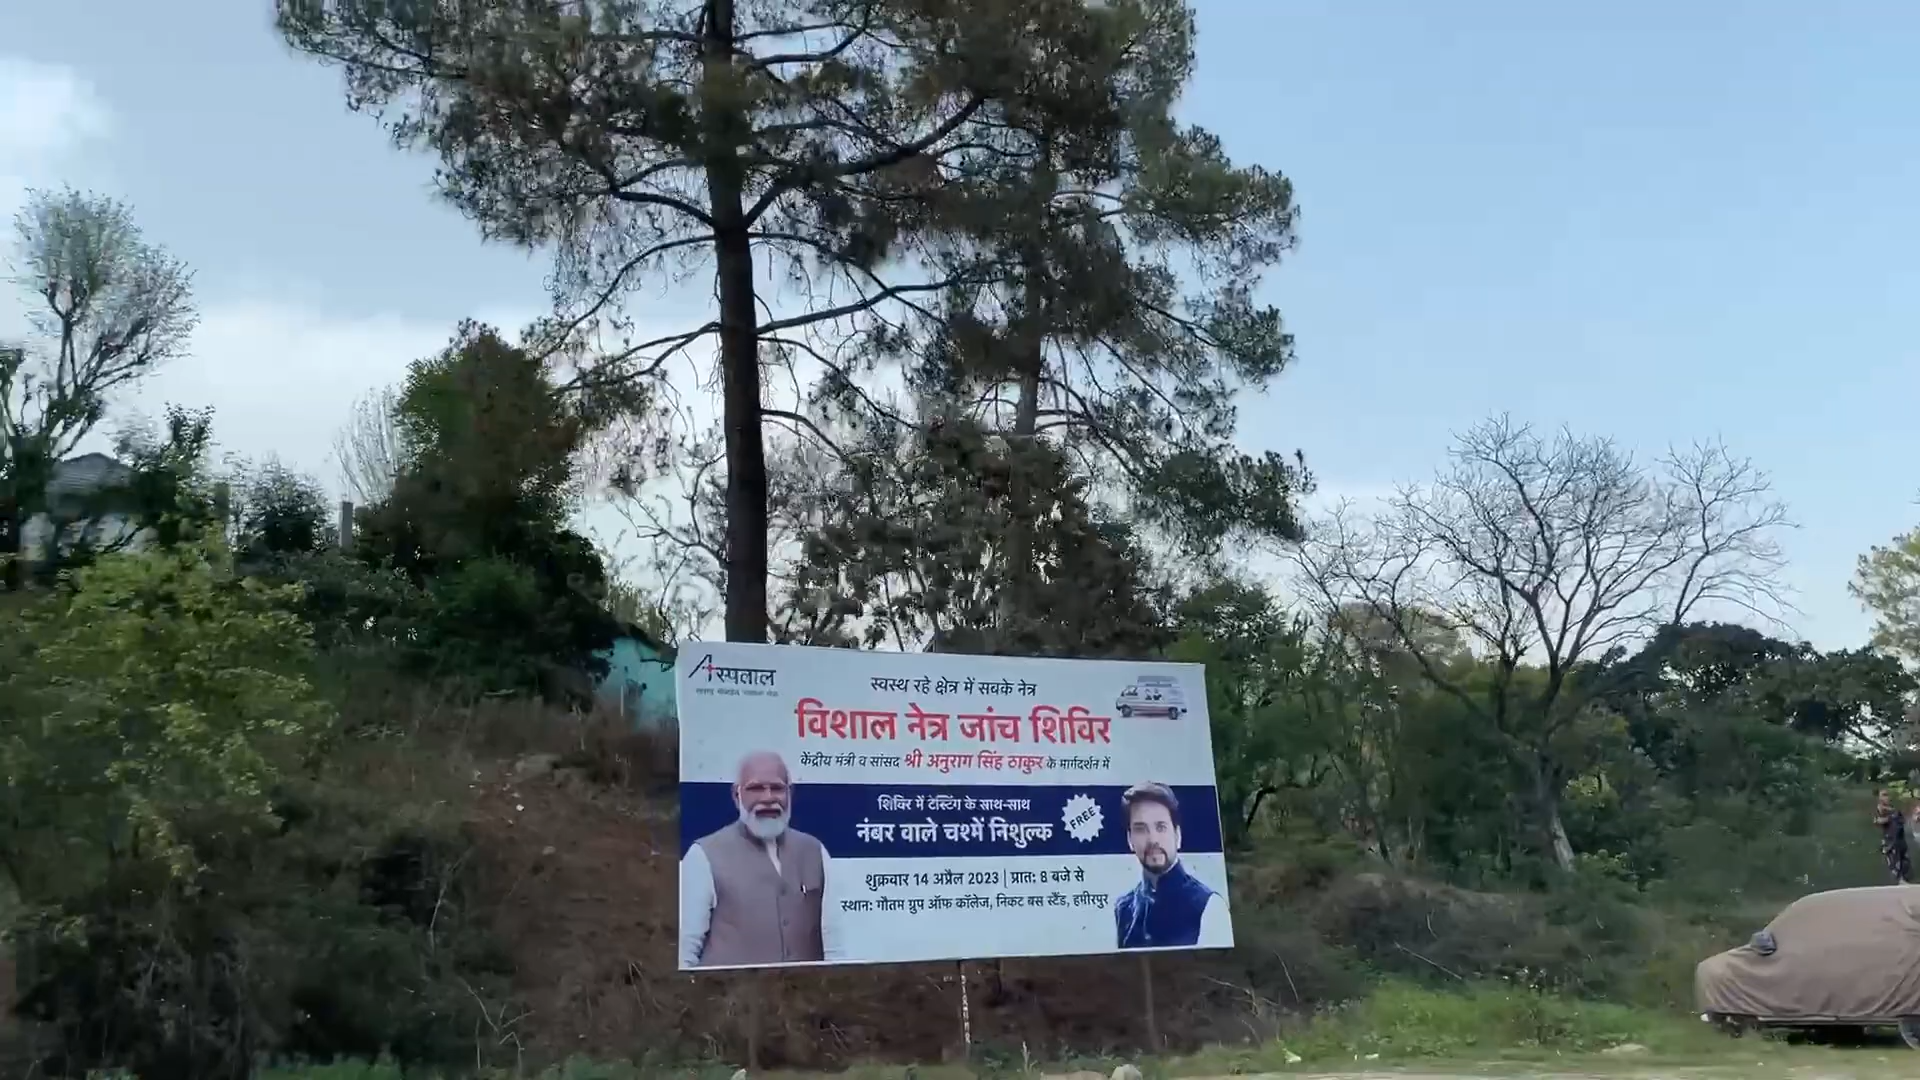 अस्पताल
स्वस्थ रहे क्षेत्र में सबके नेत्र
विशाल नेत्र जांच शिविर
केंद्रीय मंत्री व सांसद श्री अनुराग सिंह ठाकुर के मार्गदर्शन में
शिविर में टेस्टिंग के साथ-साथ
नंबर वाले चश्में निशुल्क
FREE
शुक्रवार 14 अप्रैल 2023 | प्रात: 8 बजे से
स्थान: गौतम ग्रुप ऑफ कॉलेज, निकट बस स्टैंड, हमीरपुर